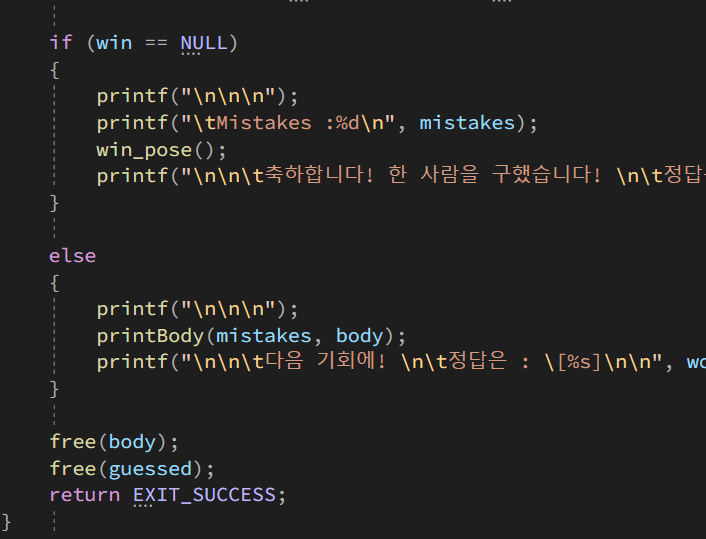 if (win == NULL)
{
printf("\n\n\n");
printf("\tMistakes :%d\n", mistakes);
win_pose();
printf("\n\n\t축하합니다! 한 사람을 구했습니다! \n\t정답
}
else
{
printf("\n\n\n");
printBody(mistakes, body);
printf("\n\n\t다음 기회에! \n\t정답은 : \[%s]\n\n", wo
}
free(body);
free(guessed);
return EXIT_SUCCESS;
}